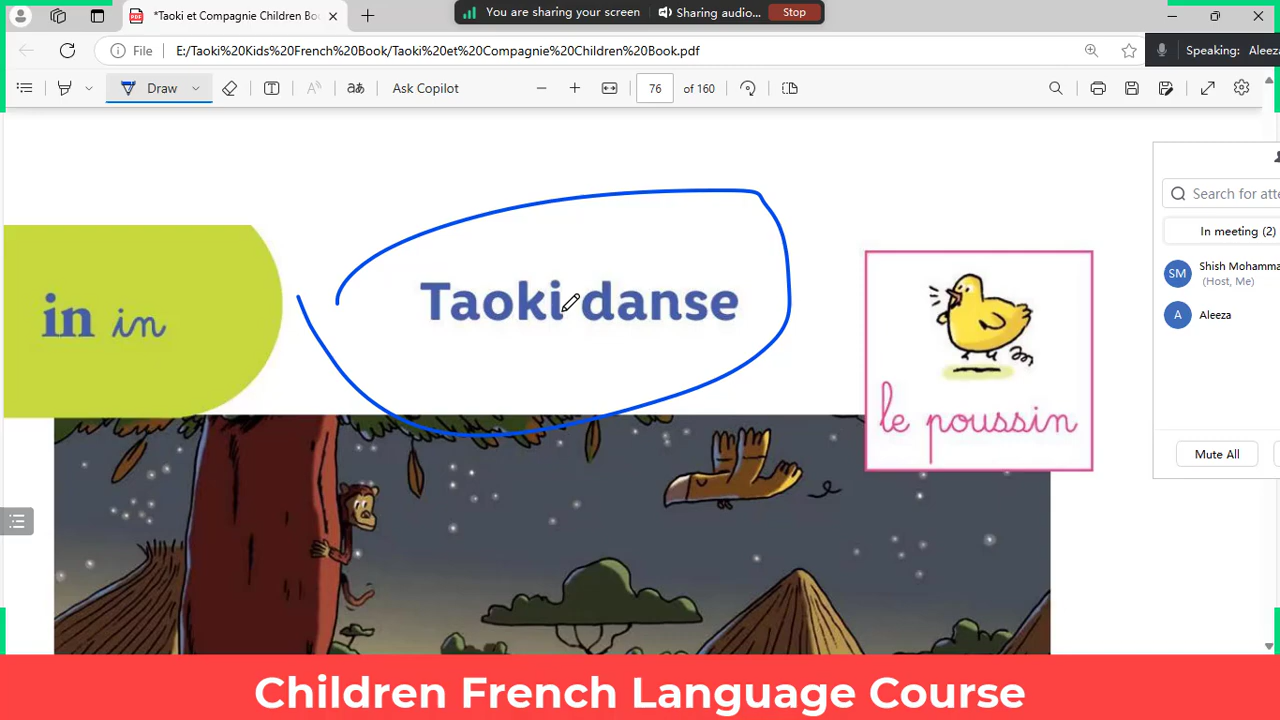 *Taoki et Compagnie Children Bo
You are sharing your screen
Sharing audio...
Stop
File
E:/Taoki%20Kids%20French%20Book/Taoki%20et%20Compagnie%20Children%20Book.pdf
Speaking: Aleeza
Draw
Ask Copilot
76 of 160
in in
Taoki danse
le poussin
Search for atte
In meeting (2)
SM
Shish Mohamma
(Host, Me)
A
Aleeza
Mute All
Children French Language Course